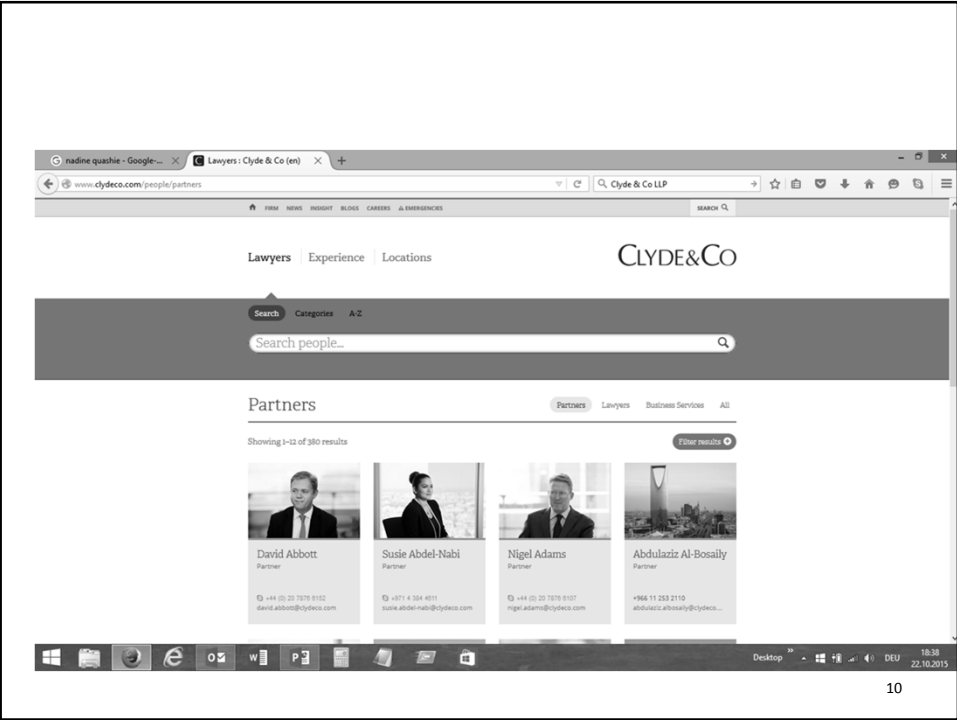 nadine quashie - Google-...
Lawyers : Clyde & Co (en)
www.clydeco.com/people/partners
Clyde & Co LLP
FIRM NEWS INSIGHT BLOGS CAREERS EMERGENCIES
SEARCH
Lawyers Experience Locations
CLYDE&CO
Search Categories A-Z
Search people...
Partners
Partners Lawyers Business Services All
Showing 1-12 of 380 results
Filter results
David Abbott
Partner
+44 (0) 20 7876 6152
david.abbott@clydeco.com
Susie Abdel-Nabi
Partner
+971 4 384 4611
susie.abdel-nabi@clydeco.com
Nigel Adams
Partner
+44 (0) 20 7876 6107
nigel.adams@clydeco.com
Abdulaziz Al-Bosaily
Partner
+966 11 253 2110
abdulaziz.albosaily@clydeco....
Desktop
DEU
18:38
22.10.2015
10